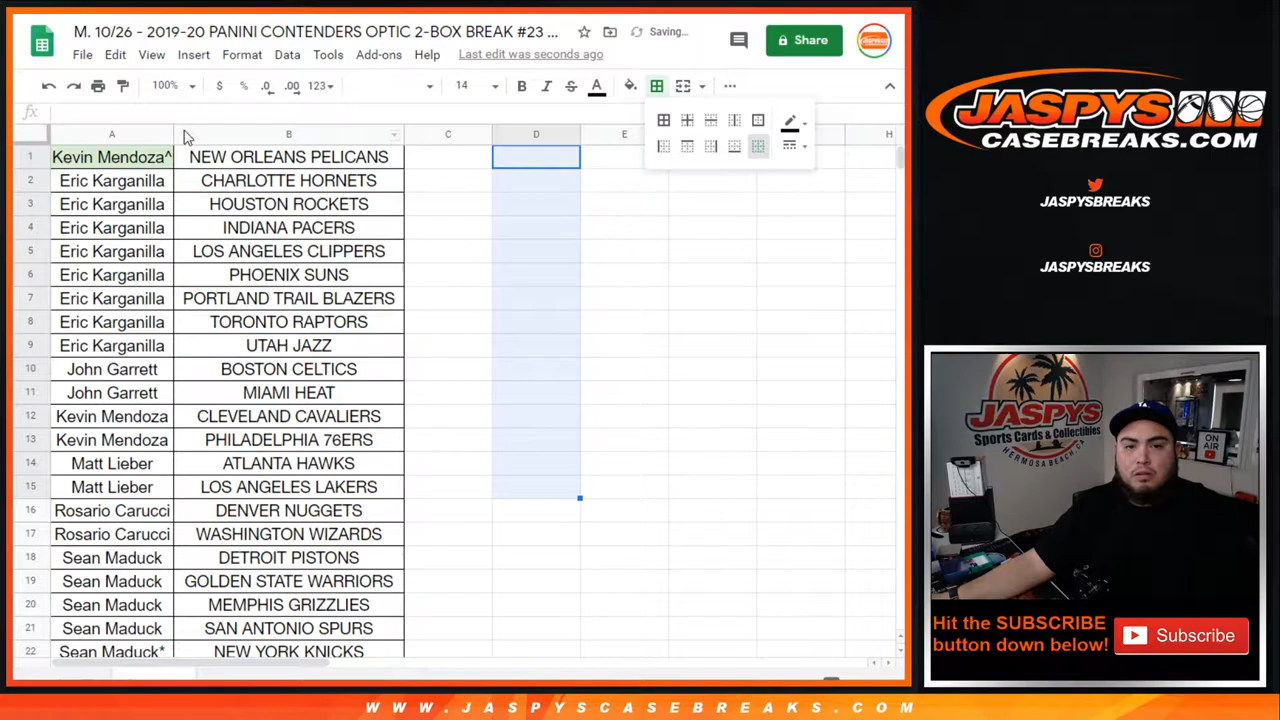 M. 10/26 - 2019-20 PANINI CONTENDERS OPTIC 2-BOX BREAK #23 ...
Saving...
File Edit View Insert Format Data Tools Add-ons Help Last edit was seconds ago
Share
100% $ % .0 .00 123 14 B I S A
fx
A B C D E H
1 Kevin Mendoza^ NEW ORLEANS PELICANS
2 Eric Karganilla CHARLOTTE HORNETS
3 Eric Karganilla HOUSTON ROCKETS
4 Eric Karganilla INDIANA PACERS
5 Eric Karganilla LOS ANGELES CLIPPERS
6 Eric Karganilla PHOENIX SUNS
7 Eric Karganilla PORTLAND TRAIL BLAZERS
8 Eric Karganilla TORONTO RAPTORS
9 Eric Karganilla UTAH JAZZ
10 John Garrett BOSTON CELTICS
11 John Garrett MIAMI HEAT
12 Kevin Mendoza CLEVELAND CAVALIERS
13 Kevin Mendoza PHILADELPHIA 76ERS
14 Matt Lieber ATLANTA HAWKS
15 Matt Lieber LOS ANGELES LAKERS
16 Rosario Carucci DENVER NUGGETS
17 Rosario Carucci WASHINGTON WIZARDS
18 Sean Maduck DETROIT PISTONS
19 Sean Maduck GOLDEN STATE WARRIORS
20 Sean Maduck MEMPHIS GRIZZLIES
21 Sean Maduck SAN ANTONIO SPURS
22 Sean Maduck* NEW YORK KNICKS
JASPYS
CASEBREAKS.COM
JASPYSBREAKS
JASPYSBREAKS
JASPYS
Sports Cards & Collectibles
HERMOSA BEACH, CA
ON
AIR
LA
Hit the SUBSCRIBE
button down below!
Subscribe
WWW.JASPYSCASEBREAKS.COM